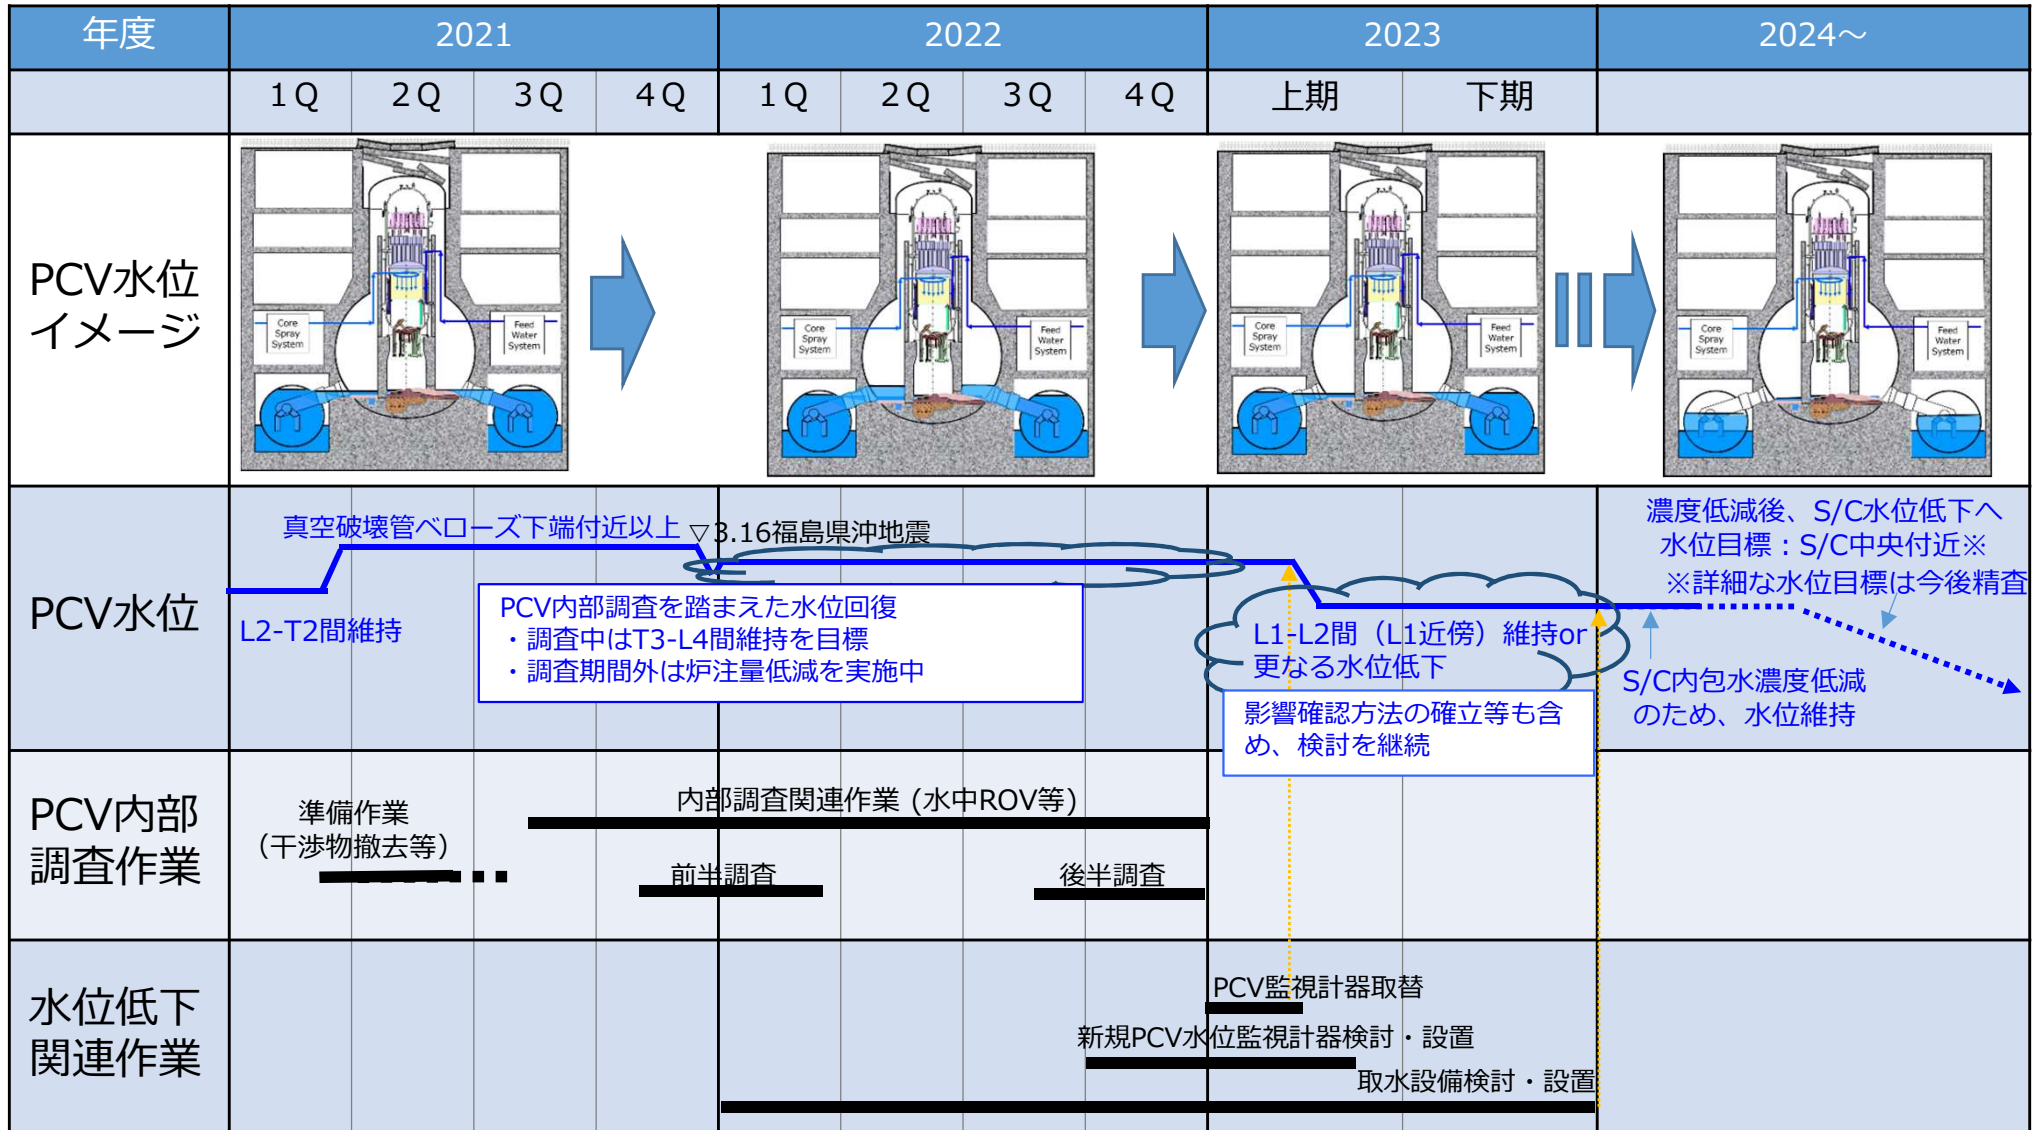 年度
2021
2022
2023
2024～
1Q
2Q
3Q
4Q
1Q
2Q
3Q
4Q
上期
下期
PCV水位
イメージ
Core
Spray
System
Feed
Water
System
Core
Spray
System
Feed
Water
System
Core
Spray
System
Feed
Water
System
Core
Spray
System
Feed
Water
System
PCV水位
真空破壊管ベローズ下端付近以上
▽3.16福島県沖地震
L2-T2間維持
PCV内部調査を踏まえた水位回復
・調査中はT3-L4間維持を目標
・調査期間外は炉注量低減を実施中
L1-L2間（L1近傍）維持or
更なる水位低下
影響確認方法の確立等も含
め、検討を継続
濃度低減後、S/C水位低下へ
水位目標：S/C中央付近※
※詳細な水位目標は今後精査
S/C内包水濃度低減
のため、水位維持
PCV内部
調査作業
準備作業
（干渉物撤去等）
内部調査関連作業 (水中ROV等)
前半調査
後半調査
水位低下
関連作業
PCV監視計器取替
新規PCV水位監視計器検討・設置
取水設備検討・設置